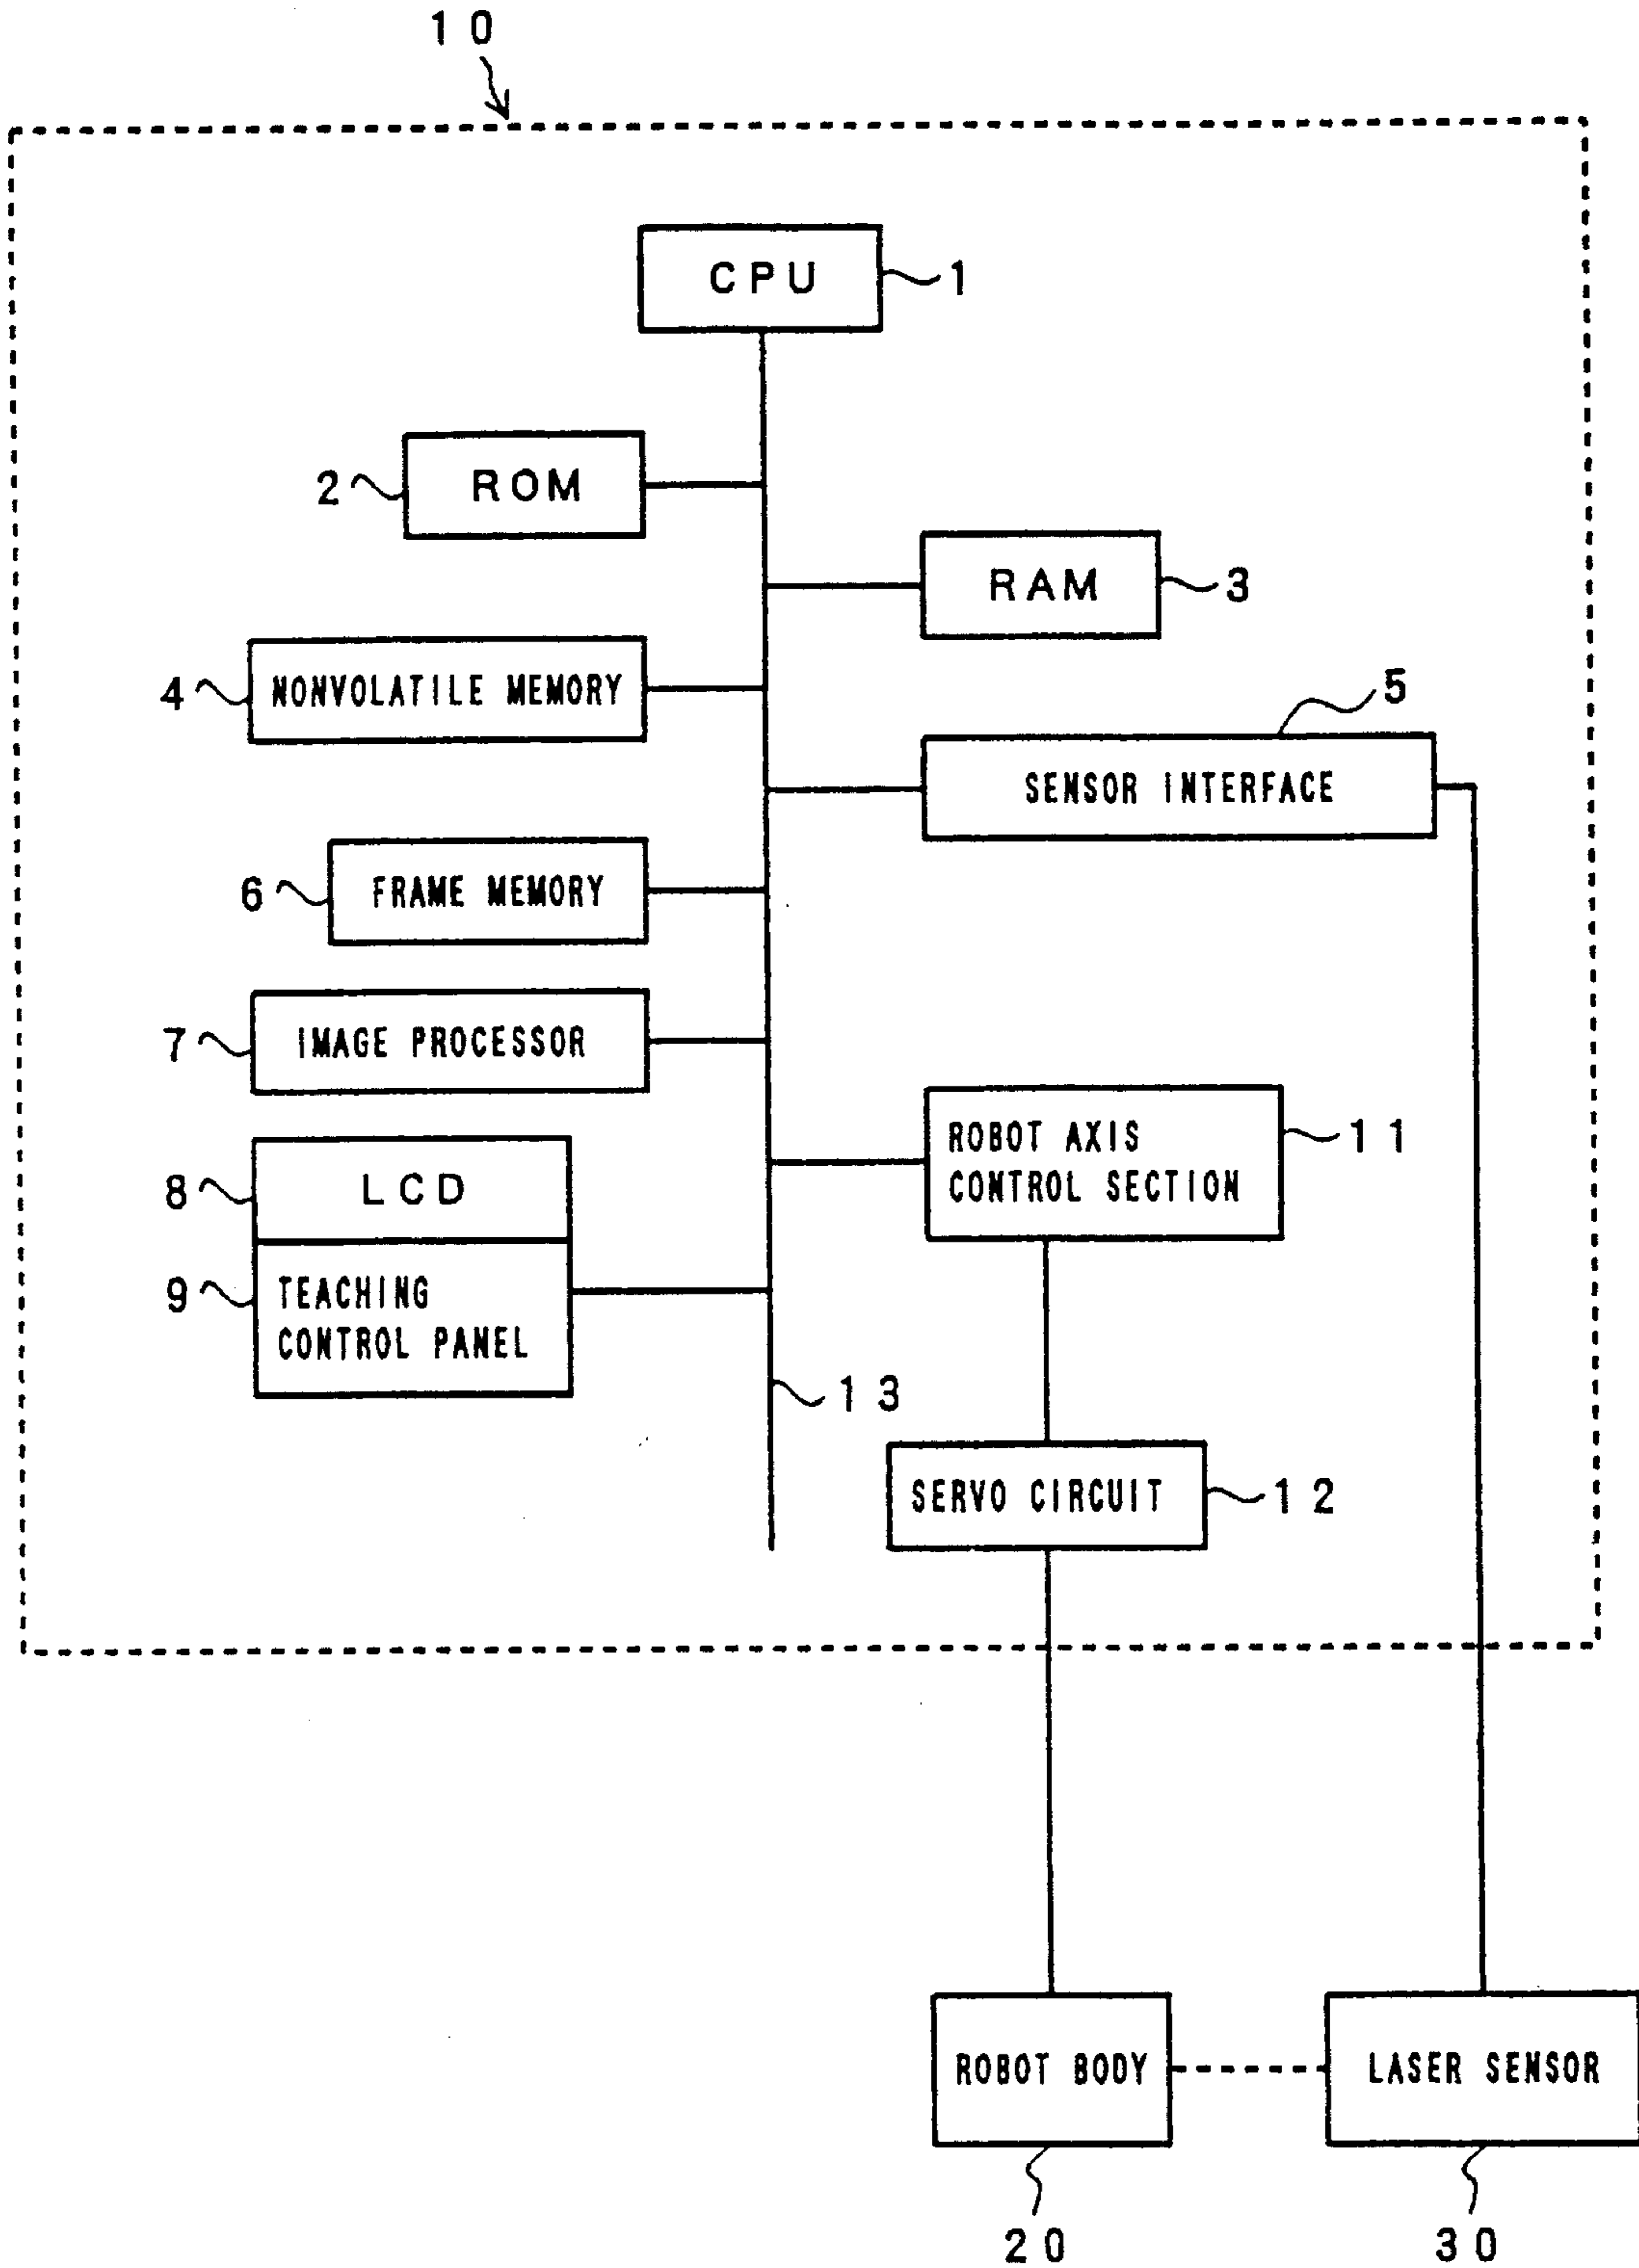 10
CPU
1
2
ROM
RAM
3
4
NONVOLATILE MEMORY
5
SENSOR INTERFACE
6
FRAME MEMORY
7
IMAGE PROCESSOR
ROBOT AXIS
CONTROL SECTION
11
8
LCD
9
TEACHING
CONTROL PANEL
13
SERVO CIRCUIT
12
ROBOT BODY
LASER SENSOR
20
30